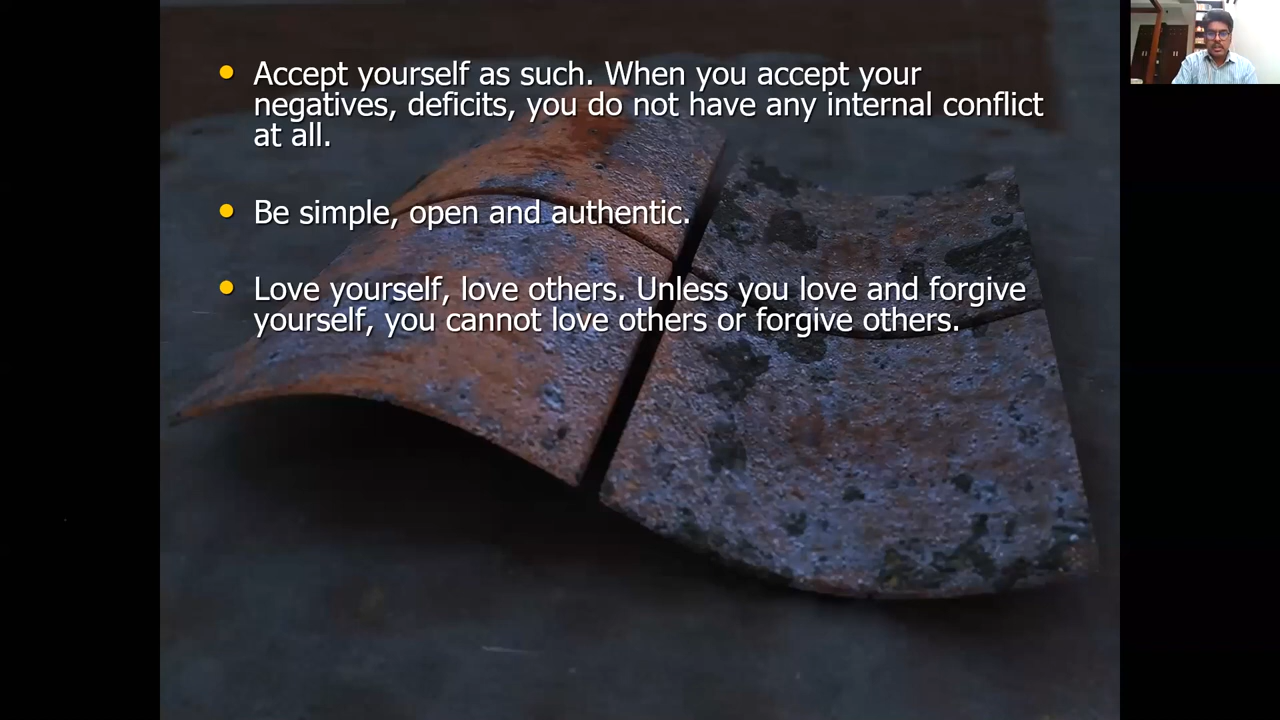 Accept yourself as such. When you accept your
negatives, deficits, you do not have any internal conflict
at all.
Be simple, open and authentic.
Love yourself, love others. Unless you love and forgive
yourself, you cannot love others or forgive others.